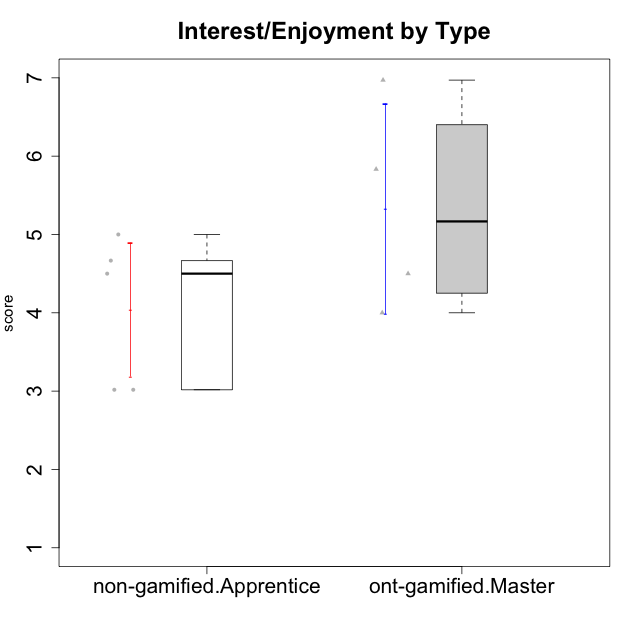 Interest/Enjoyment by Type
7
6
5
4
3
2
1
score
non-gamified.Apprentice
ont-gamified.Master